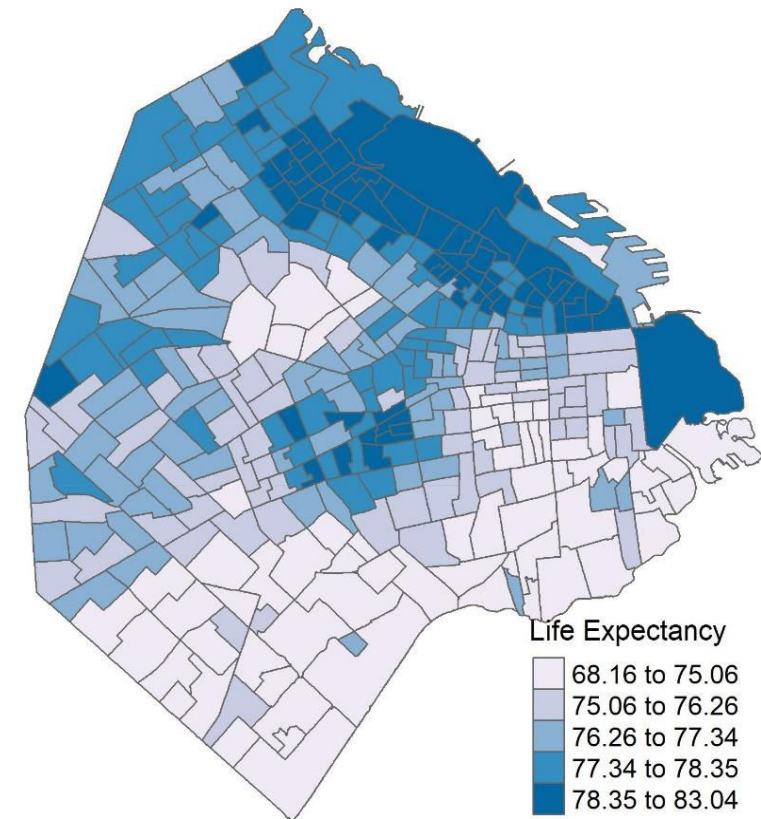 Life Expectancy
68.16 to 75.06
75.06 to 76.26
76.26 to 77.34
77.34 to 78.35
78.35 to 83.04